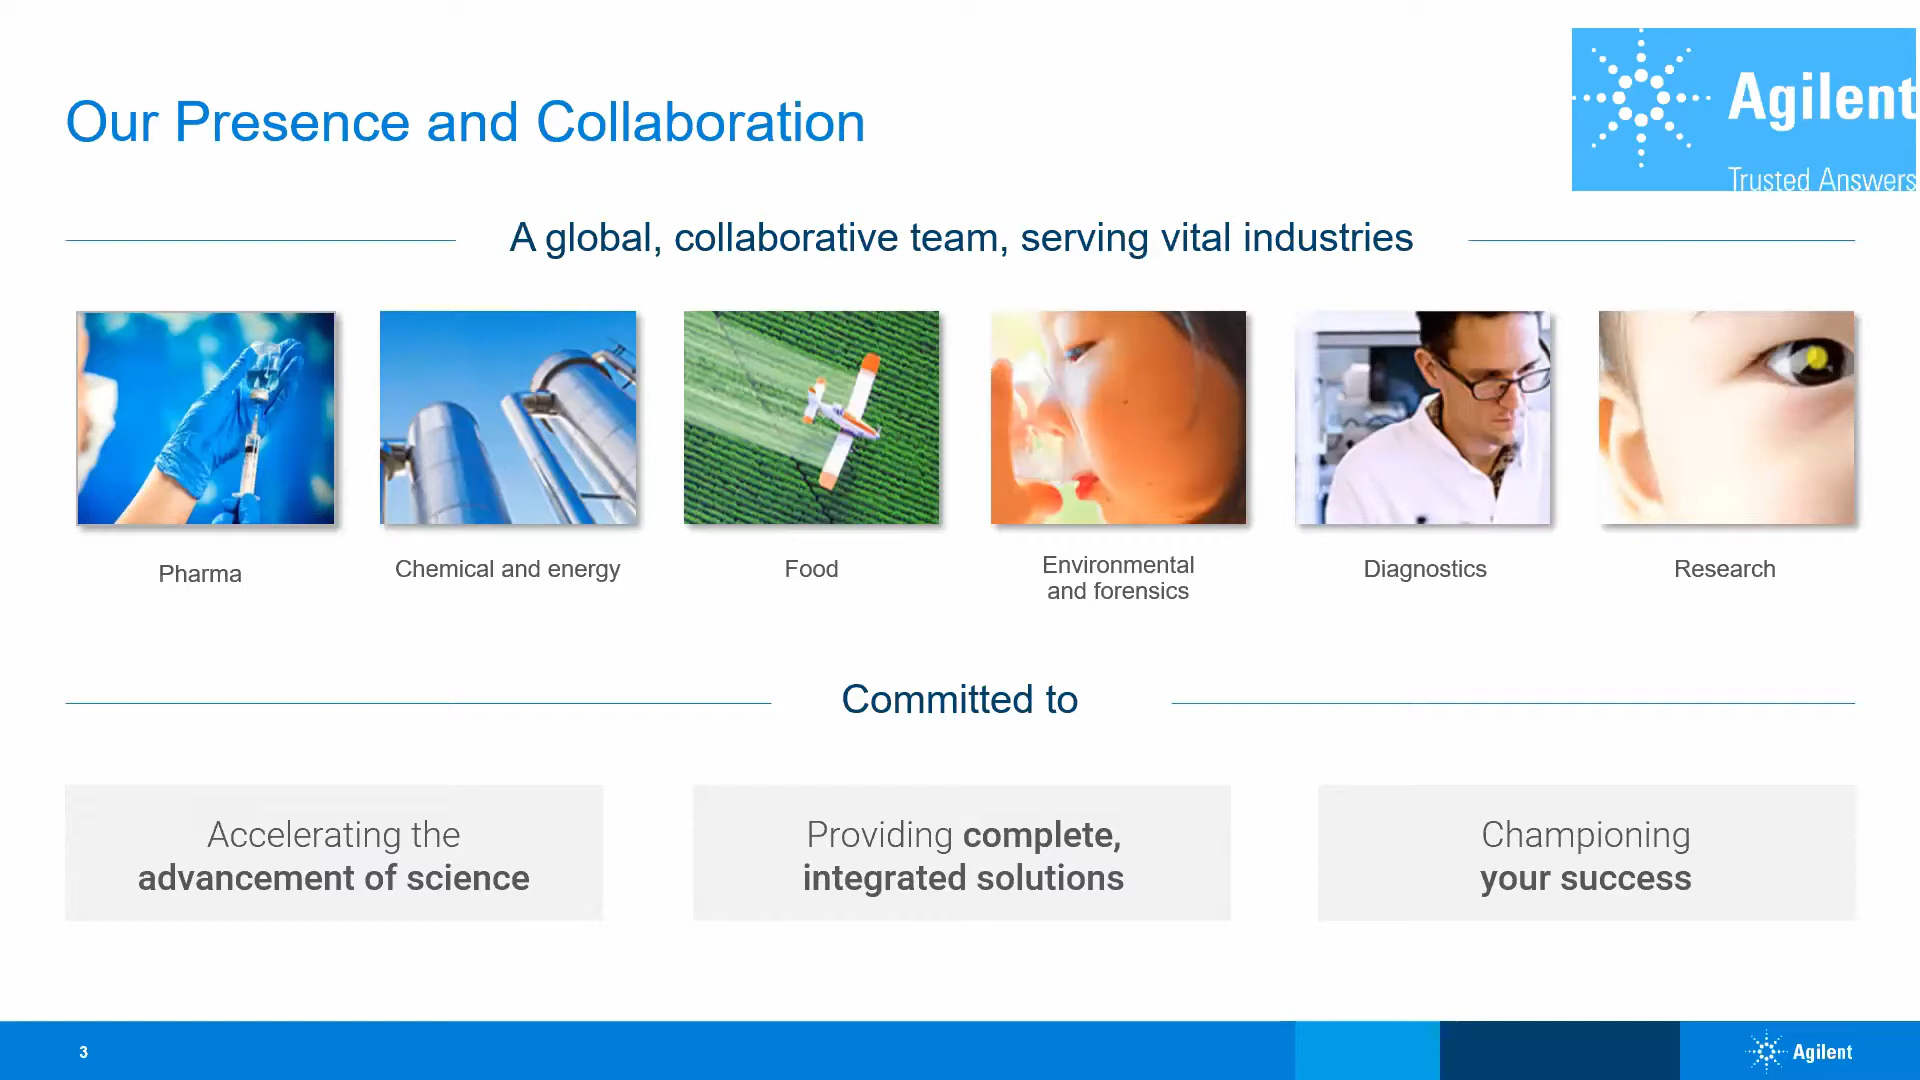 Our Presence and Collaboration
Agilent
Trusted Answers
A global, collaborative team, serving vital industries
Pharma
Chemical and energy
Food
Environmental
and forensics
Diagnostics
Research
Committed to
Accelerating the
advancement of science
Providing complete,
integrated solutions
Championing
your success
3
Agilent